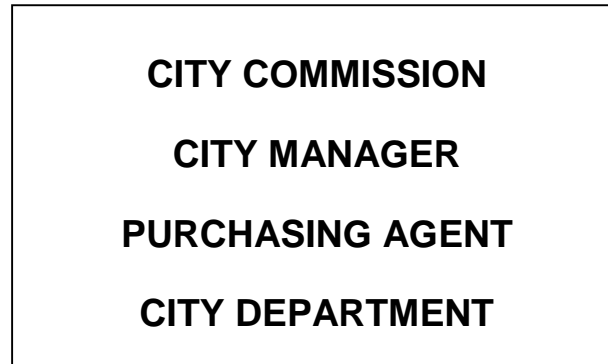 CITY COMMISSION
CITY MANAGER
PURCHASING AGENT
CITY DEPARTMENT